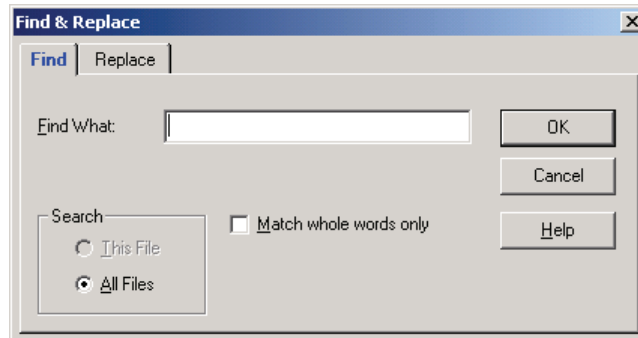 Find & Replace
Find Replace
Find What:
OK
Cancel
Search
Match whole words only
Help
This File
All Files